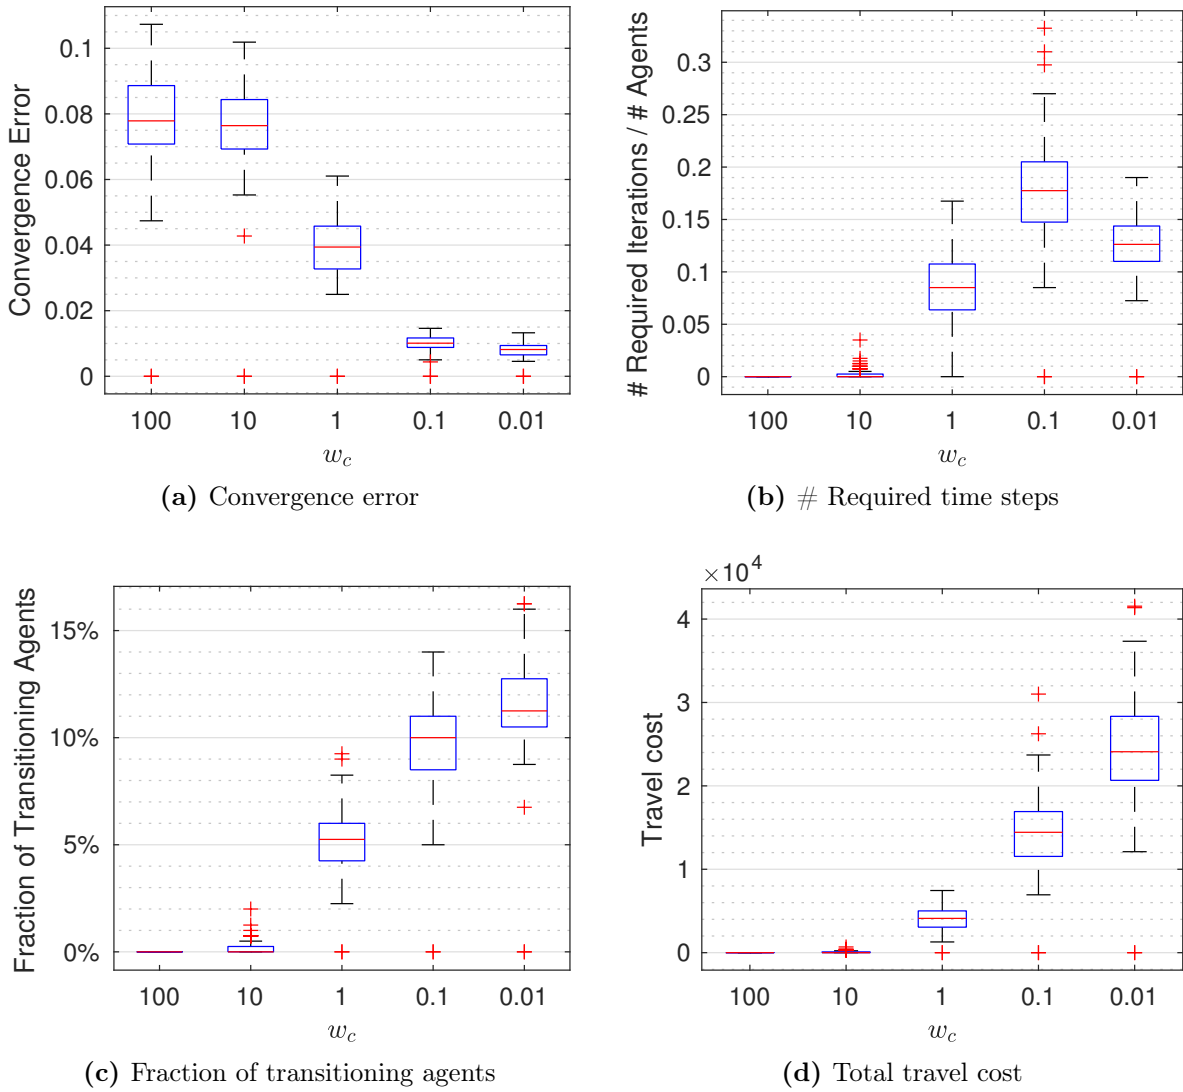 Convergence Error
0.1
0.08
0.06
0.04
0.02
0
100 10 1 0.1 0.01
w_c
(a) Convergence error
# Required Iterations / # Agents
0.3
0.25
0.2
0.15
0.1
0.05
0
100 10 1 0.1 0.01
w_c
(b) # Required time steps
Fraction of Transitioning Agents
15%
10%
5%
0%
100 10 1 0.1 0.01
w_c
(c) Fraction of transitioning agents
×10^4
Travel cost
4
3
2
1
0
100 10 1 0.1 0.01
w_c
(d) Total travel cost